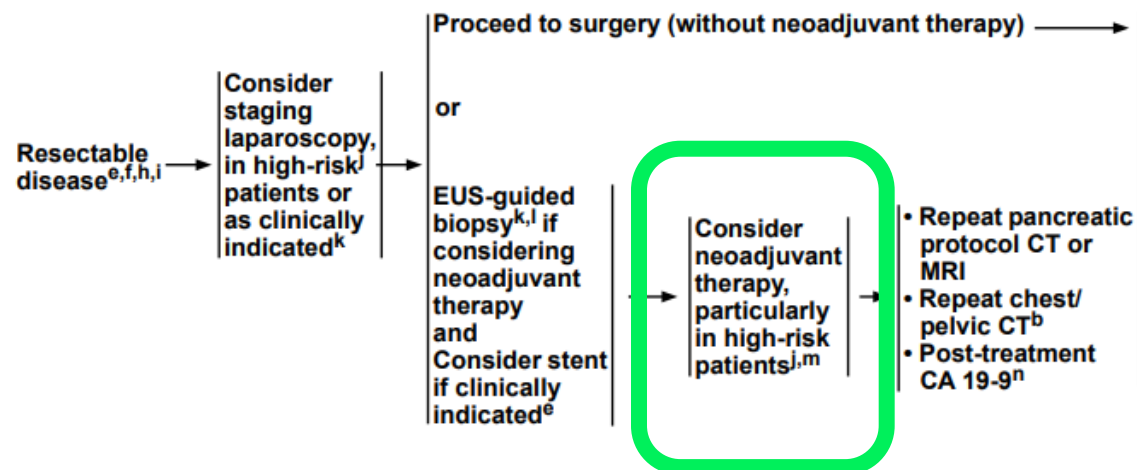 Proceed to surgery (without neoadjuvant therapy)
Resectable
disease^e,f,h,i
Consider
staging
laparoscopy,
in high-risk^j
patients or
as clinically
indicated^k
or
EUS-guided
biopsy^k,l if
considering
neoadjuvant
therapy
and
Consider stent
if clinically
indicated^e
Consider
neoadjuvant
therapy,
particularly
in high-risk
patients^j,m
• Repeat pancreatic
protocol CT or
MRI
• Repeat chest/
pelvic CT^b
• Post-treatment
CA 19-9^n